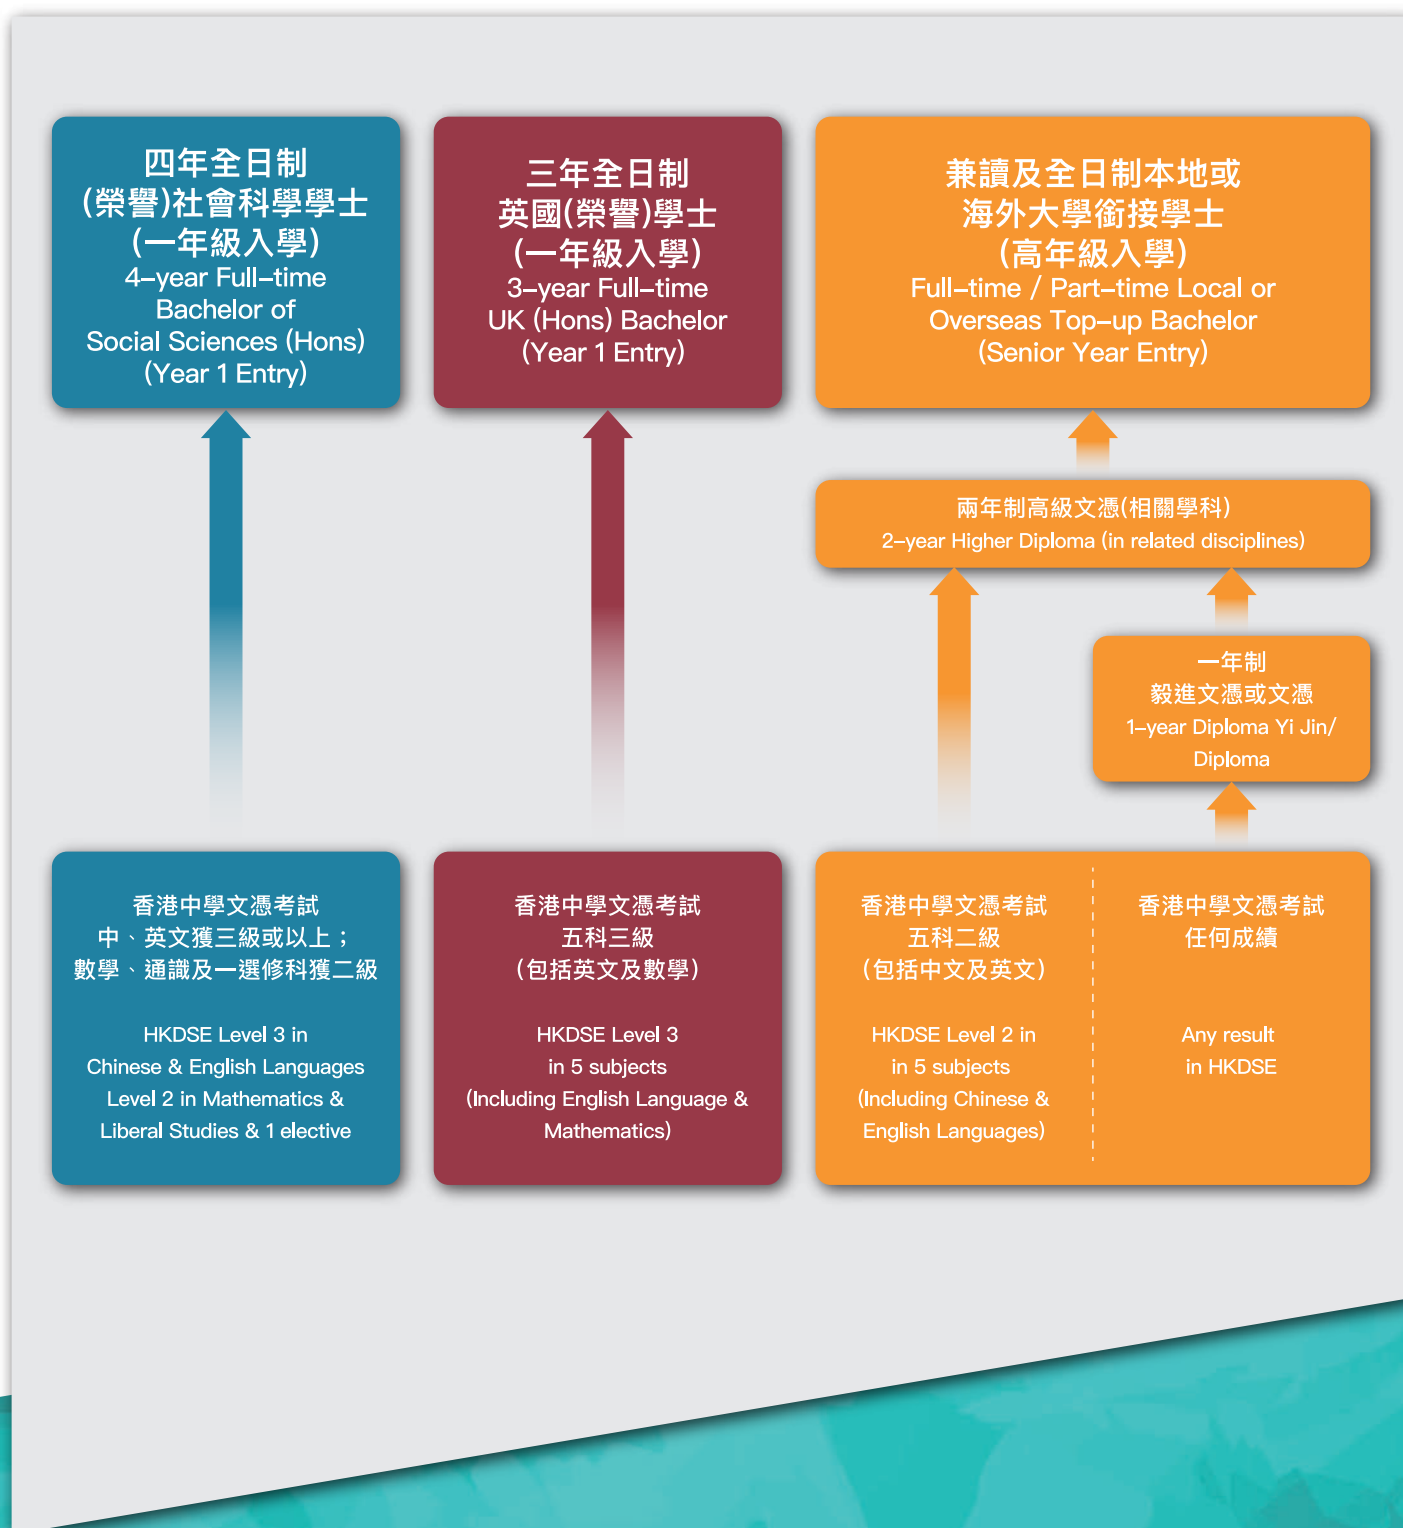 四年全日制
(榮譽)社會科學學士
(一年級入學)
4-year Full-time
Bachelor of
Social Sciences (Hons)
(Year 1 Entry)
三年全日制
英國(榮譽)學士
(一年級入學)
3-year Full-time
UK (Hons) Bachelor
(Year 1 Entry)
兼讀及全日制本地或
海外大學銜接學士
(高年級入學)
Full-time / Part-time Local or
Overseas Top-up Bachelor
(Senior Year Entry)
兩年制高級文憑(相關學科)
2-year Higher Diploma (in related disciplines)
一年制
毅進文憑或文憑
1-year Diploma Yi Jin/
Diploma
香港中學文憑考試
中、英文獲三級或以上；
數學、通識及一選修科獲二級
HKDSE Level 3 in
Chinese & English Languages
Level 2 in Mathematics &
Liberal Studies & 1 elective
香港中學文憑考試
五科三級
(包括英文及數學)
HKDSE Level 3
in 5 subjects
(Including English Language &
Mathematics)
香港中學文憑考試
五科二級
(包括中文及英文)
HKDSE Level 2 in
in 5 subjects
(Including Chinese &
English Languages)
香港中學文憑考試
任何成績
Any result
in HKDSE